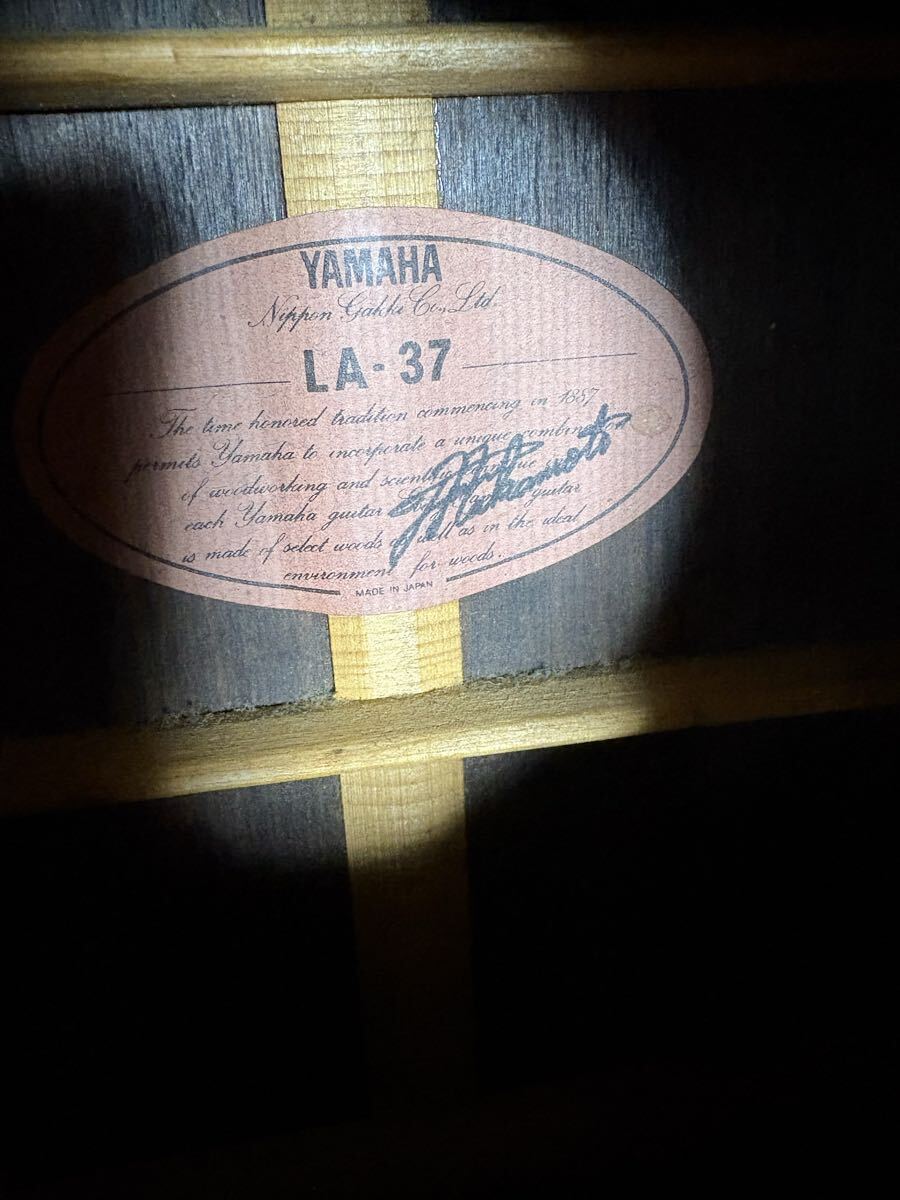 YAMAHA
Nippon Gakki Co., Ltd.
LA-37
The time honored tradition commencing in 1887
permits Yamaha to incorporate a unique
of woodworking and
each Yamaha guitar guitar
is made of select woods as well as in the ideal
environment for woods.
MADE IN JAPAN